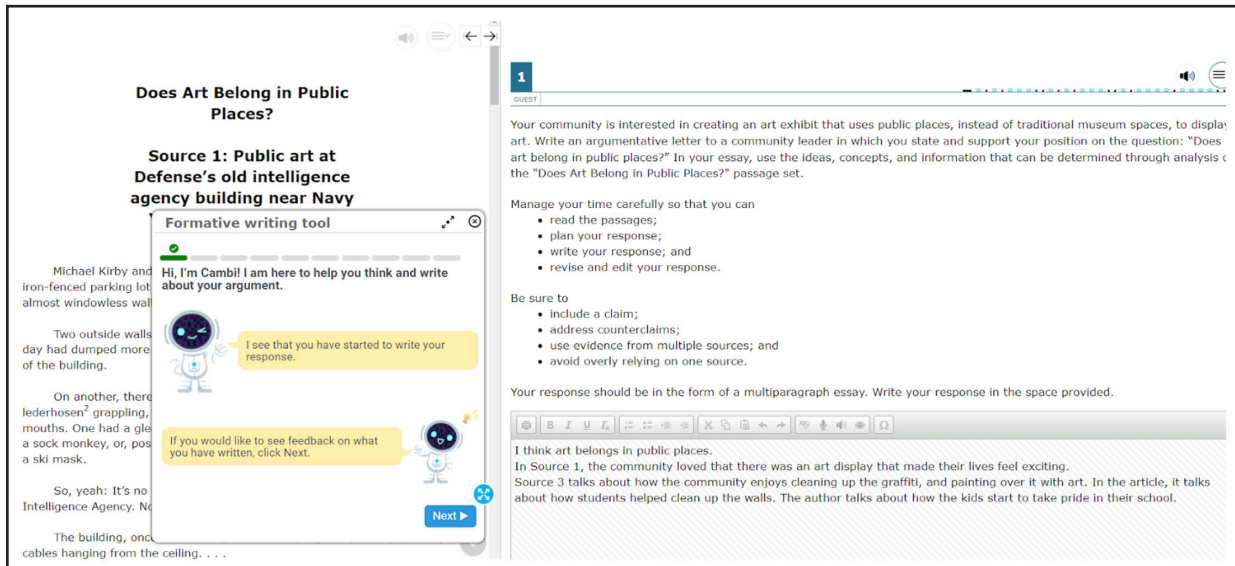 Does Art Belong in Public
Places?
Source 1: Public art at
Defense's old intelligence
agency building near Navy
Michael Kirby and
iron-fenced parking lot
almost windowless wal
Two outside walls
day had dumped more
of the building.
On another, there
lederhosen² grappling,
mouths. One had a gle
a sock monkey, or, pos
a ski mask.
So, yeah: It's no
Intelligence Agency. No
The building, onc
cables hanging from the ceiling. . . .
Formative writing tool
Hi, I'm Cambi! I am here to help you think and write
about your argument.
I see that you have started to write your
response.
If you would like to see feedback on what
you have written, click Next.
Next
1
GUEST
Your community is interested in creating an art exhibit that uses public places, instead of traditional museum spaces, to display
art. Write an argumentative letter to a community leader in which you state and support your position on the question: "Does
art belong in public places?" In your essay, use the ideas, concepts, and information that can be determined through analysis o
the "Does Art Belong in Public Places?" passage set.
Manage your time carefully so that you can
• read the passages;
• plan your response;
• write your response; and
• revise and edit your response.
Be sure to
• include a claim;
• address counterclaims;
• use evidence from multiple sources; and
• avoid overly relying on one source.
Your response should be in the form of a multiparagraph essay. Write your response in the space provided.
B I U Tx ABC Ω
I think art belongs in public places.
In Source 1, the community loved that there was an art display that made their lives feel exciting.
Source 3 talks about how the community enjoys cleaning up the graffiti, and painting over it with art. In the article, it talks
about how students helped clean up the walls. The author talks about how the kids start to take pride in their school.